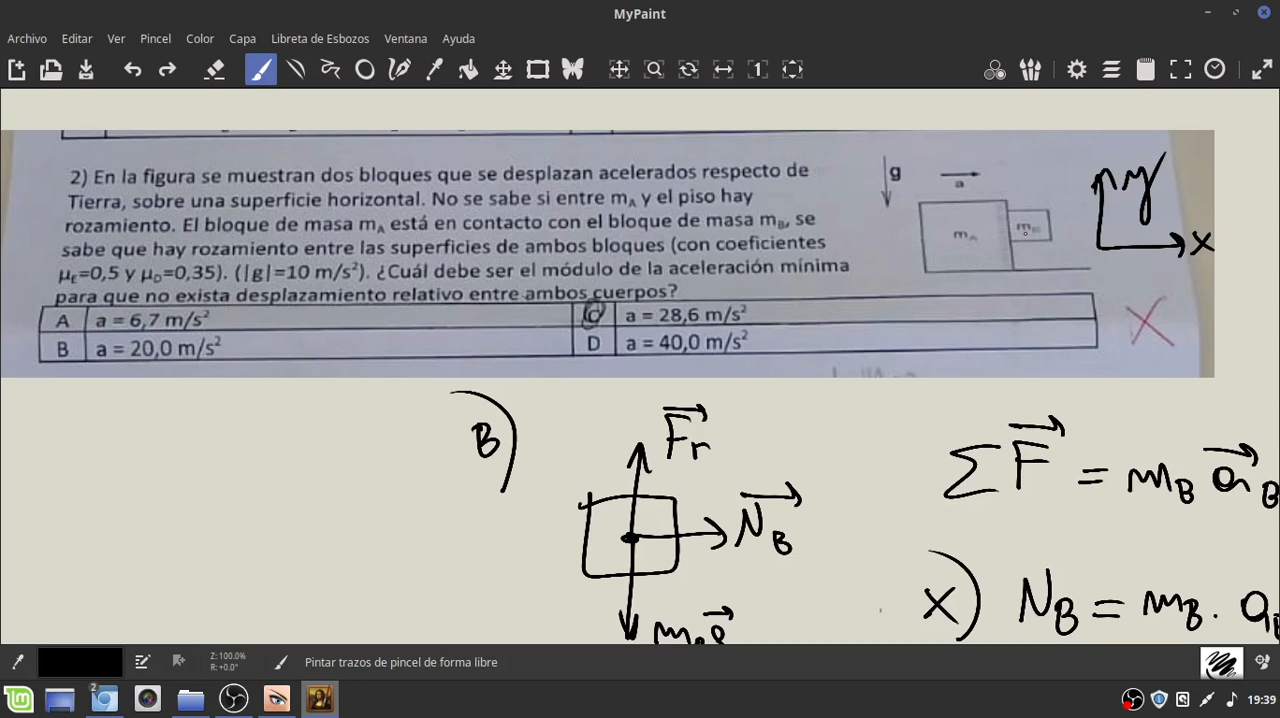 MyPaint
Archivo Editar Ver Pincel Color Capa Libreta de Esbozos Ventana Ayuda
2) En la figura se muestran dos bloques que se desplazan acelerados respecto de
Tierra, sobre una superficie horizontal. No se sabe si entre mA y el piso hay
rozamiento. El bloque de masa mA está en contacto con el bloque de masa mB, se
sabe que hay rozamiento entre las superficies de ambos bloques (con coeficientes
μE=0,5 y μD=0,35). (|g|=10 m/s²). ¿Cuál debe ser el módulo de la aceleración mínima
para que no exista desplazamiento relativo entre ambos cuerpos?
g
a
mA
y
x
A a = 6,7 m/s² C a = 28,6 m/s²
B a = 20,0 m/s² D a = 40,0 m/s²
B) Fr
NB
ΣF = mB aB
x) NB = mB . aB
Z: 100.0%
R: +0.0°
Pintar trazos de pincel de forma libre
2
19:39